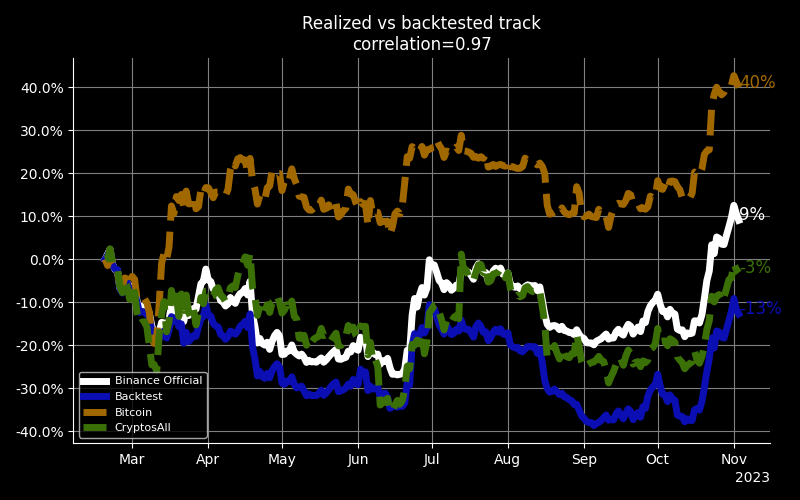 Realized vs backtested track
correlation=0.97
40.0%
30.0%
20.0%
10.0%
0.0%
-10.0%
-20.0%
-30.0%
-40.0%
40%
9%
-3%
-13%
Binance Official
Backtest
Bitcoin
CryptosAll
Mar Apr May Jun Jul Aug Sep Oct Nov
2023